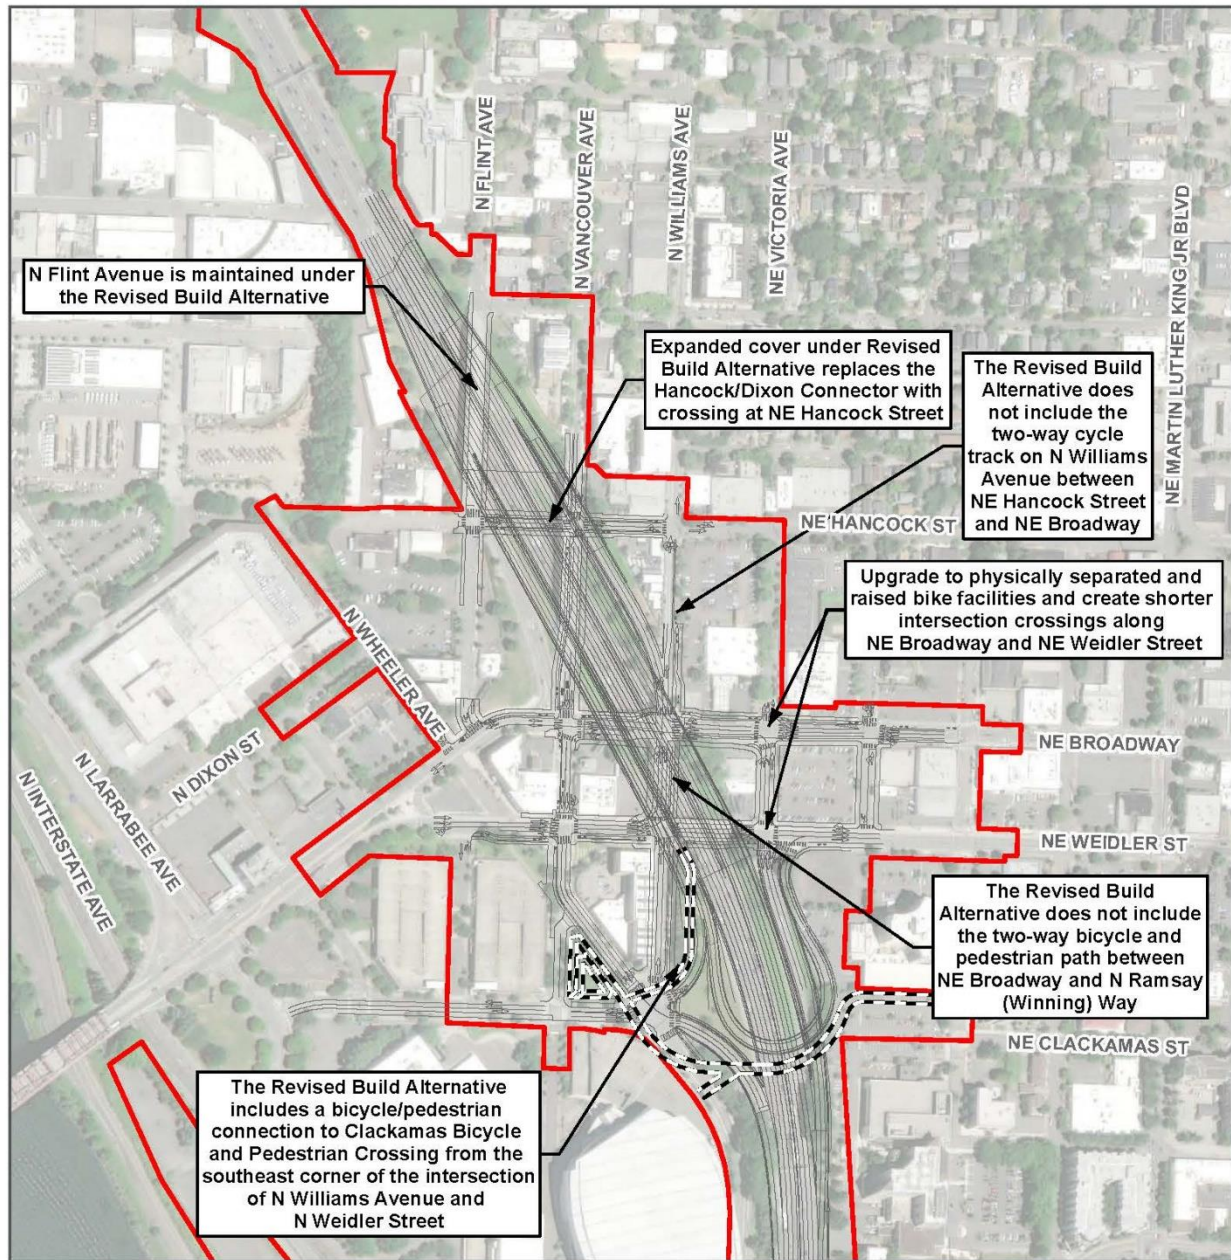 N FLINT AVE
N VANCOUVER AVE
N WILLIAMS AVE
NE VICTORIA AVE
NE MARTIN LUTHER KING JR BLVD
N Flint Avenue is maintained under
the Revised Build Alternative
Expanded cover under Revised
Build Alternative replaces the
Hancock/Dixon Connector with
crossing at NE Hancock Street
The Revised Build
Alternative does
not include the
two-way cycle
track on N Williams
Avenue between
NE Hancock Street
and NE Broadway
NE HANCOCK ST
Upgrade to physically separated and
raised bike facilities and create shorter
intersection crossings along
NE Broadway and NE Weidler Street
N WHEELER AVE
N DIXON ST
N LARRABEE AVE
N INTERSTATE AVE
NE BROADWAY
NE WEIDLER ST
The Revised Build
Alternative does not include
the two-way bicycle and
pedestrian path between
NE Broadway and N Ramsay
(Winning) Way
NE CLACKAMAS ST
The Revised Build Alternative
includes a bicycle/pedestrian
connection to Clackamas Bicycle
and Pedestrian Crossing from the
southeast corner of the intersection
of N Williams Avenue and
N Weidler Street